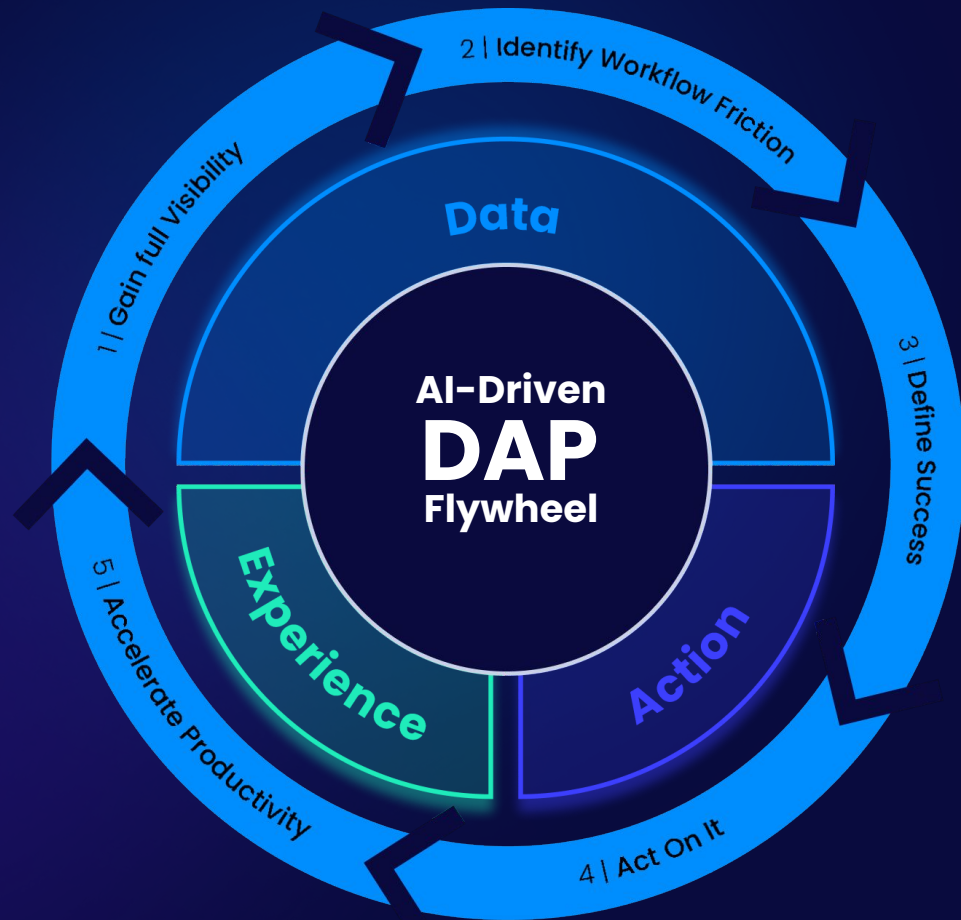 AI-Driven
DAP
Flywheel
Data
Action
Experience
1 | Gain full Visibility
2 | Identify Workflow Friction
3 | Define Success
4 | Act On It
5 | Accelerate Productivity